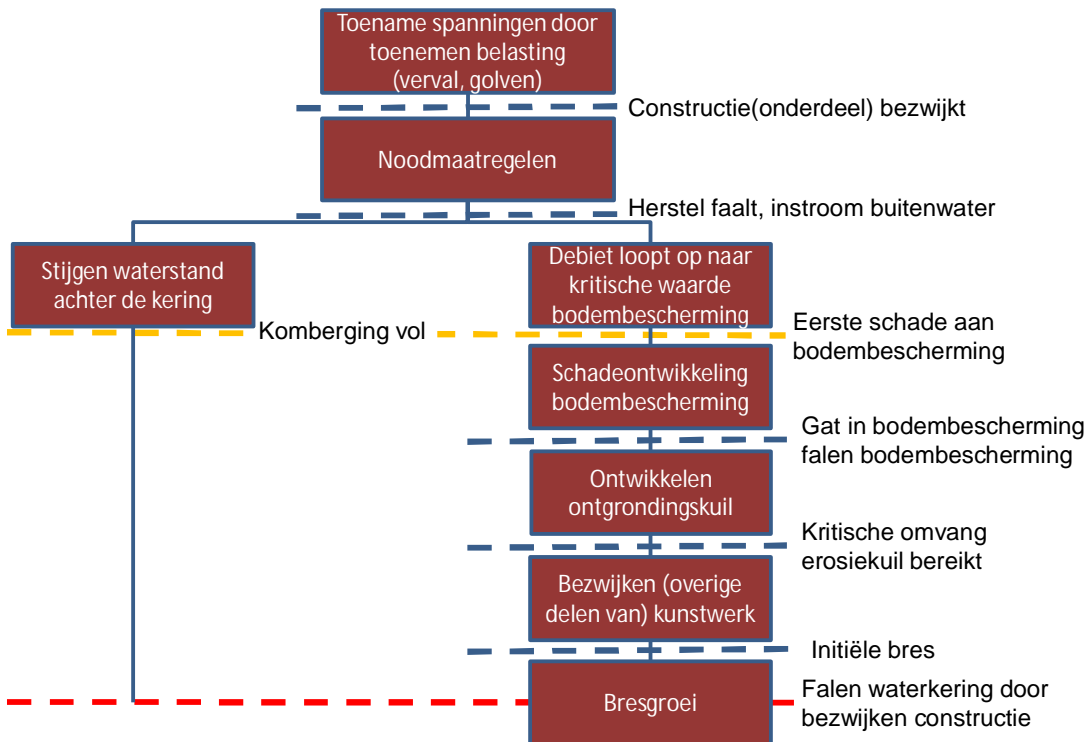 Toename spanningen door
toenemen belasting
(verval, golven)
Constructie(onderdeel) bezwijkt
Noodmaatregelen
Herstel faalt, instroom buitenwater
Stijgen waterstand
achter de kering
Debiet loopt op naar
kritische waarde
bodembescherming
Komberging vol
Eerste schade aan
bodembescherming
Schadeontwikkeling
bodembescherming
Gat in bodembescherming
falen bodembescherming
Ontwikkelen
ontgrondingskuil
Kritische omvang
erosiekuil bereikt
Bezwijken (overige
delen van) kunstwerk
Initiële bres
Bresgroei
Falen waterkering door
bezwijken constructie